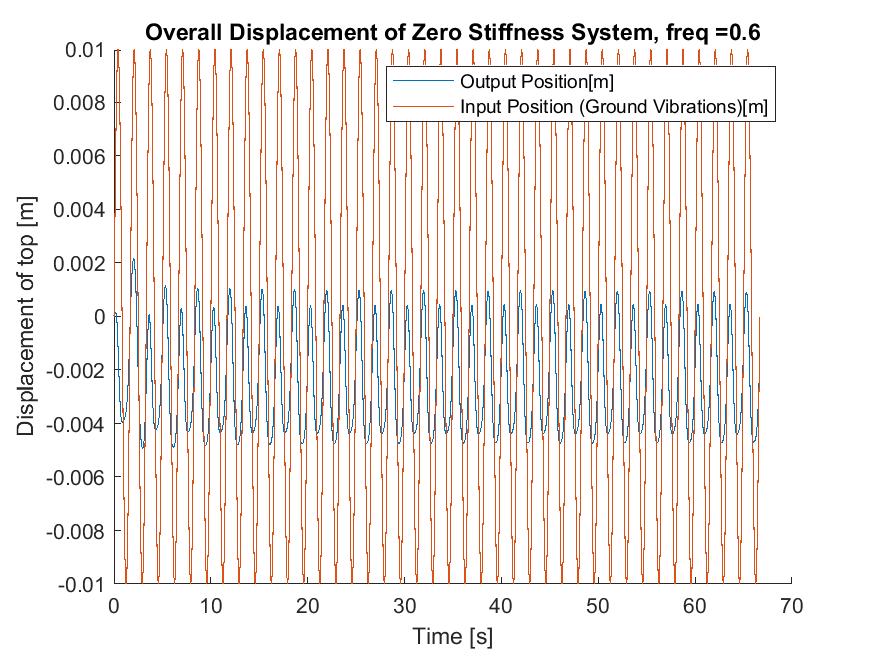 Overall Displacement of Zero Stiffness System, freq =0.6
0.01
0.008
0.006
0.004
0.002
0
-0.002
-0.004
-0.006
-0.008
-0.01
Displacement of top [m]
Output Position[m]
Input Position (Ground Vibrations)[m]
0 10 20 30 40 50 60 70
Time [s]